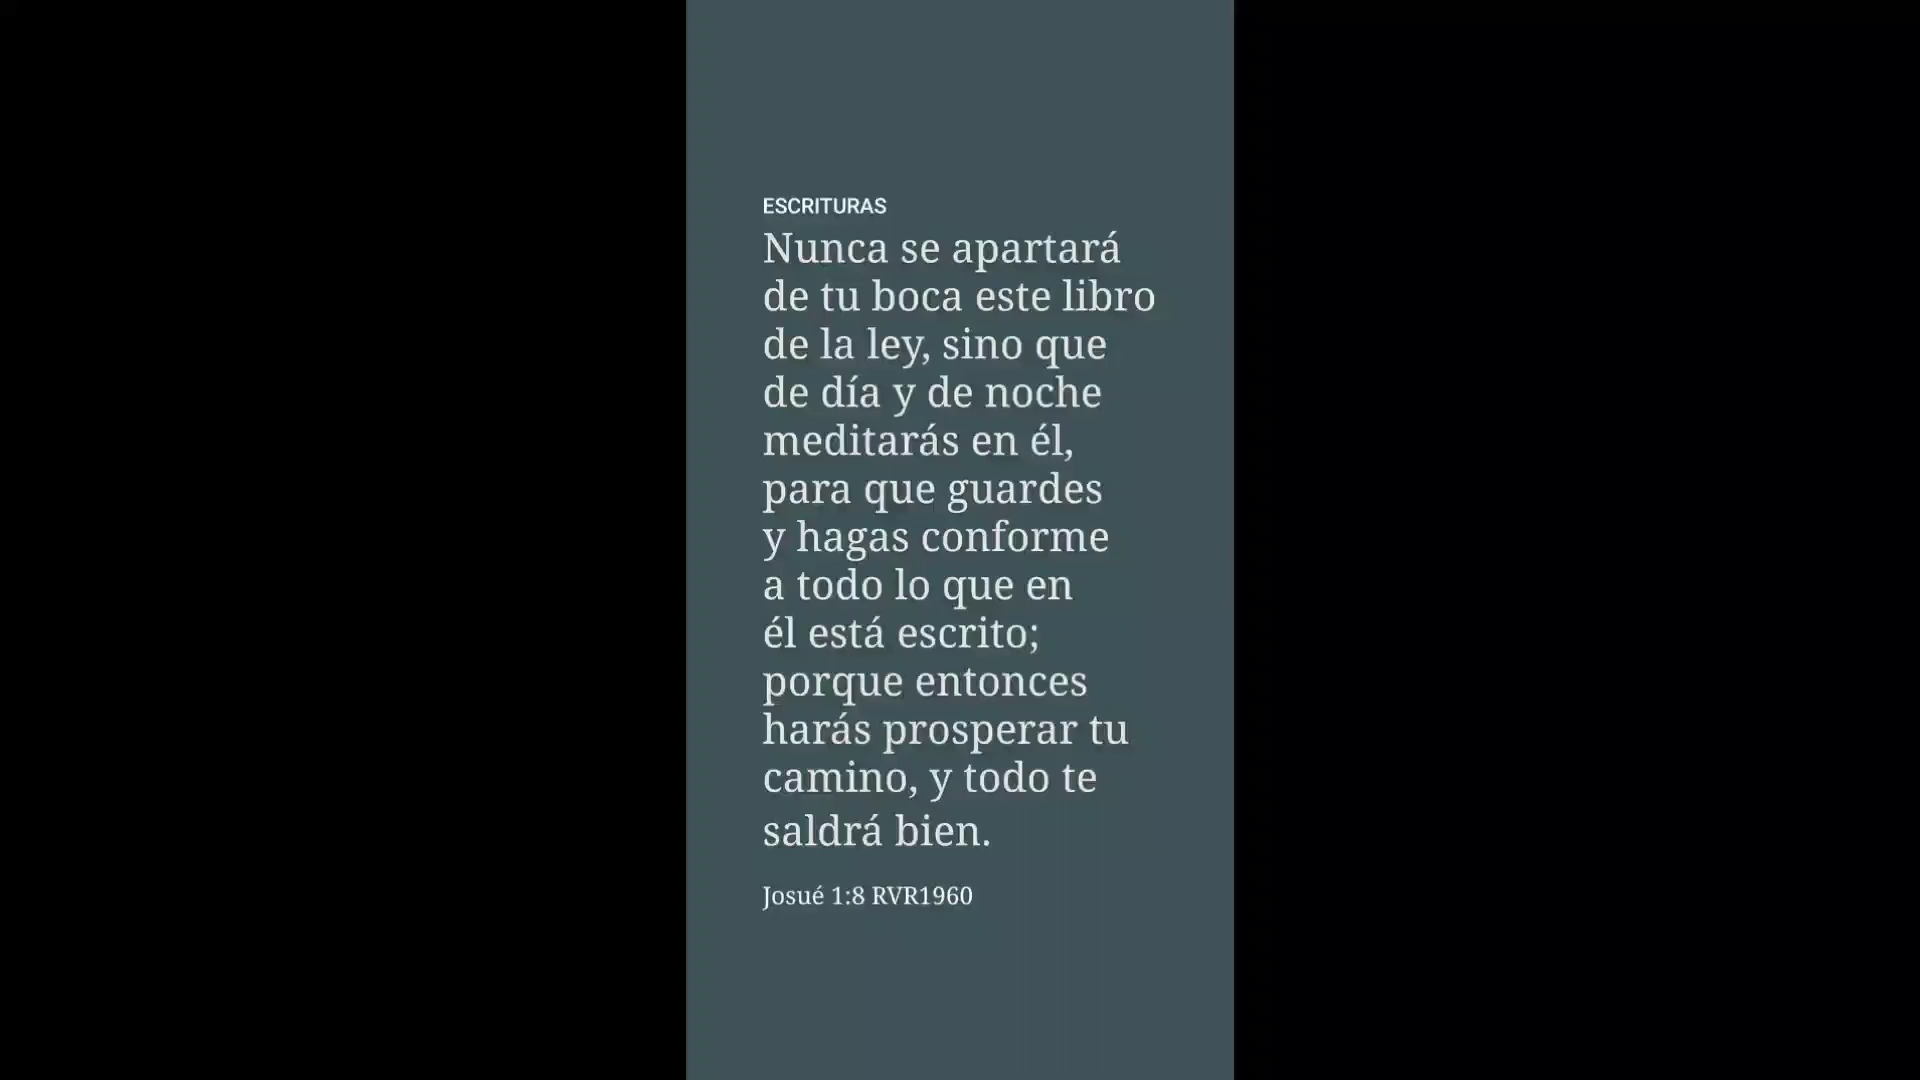 ESCRITURAS
Nunca se apartará
de tu boca este libro
de la ley, sino que
de día y de noche
meditarás en él,
para que guardes
y hagas conforme
a todo lo que en
él está escrito;
porque entonces
harás prosperar tu
camino, y todo te
saldrá bien.
Josué 1:8 RVR1960